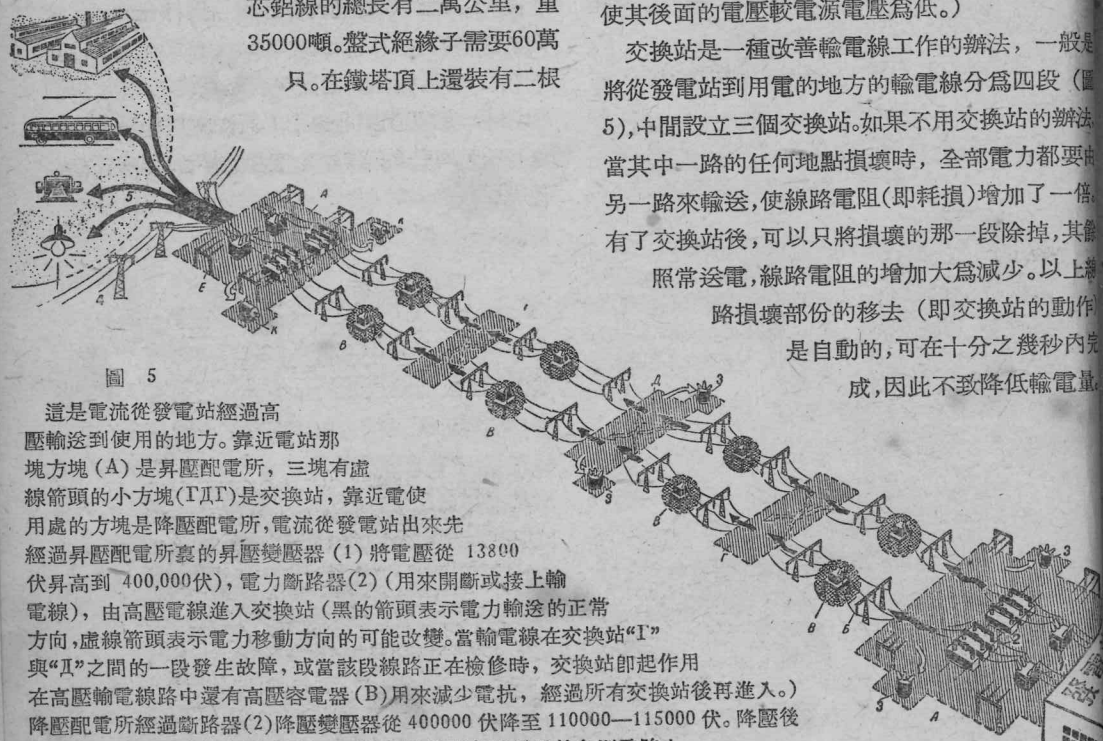 芯鋁線的總長有二萬公里，重
35000噸。盤式絕緣子需要60萬
只。在鐵塔頂上還裝有二根
使其後面的電壓較電源電壓爲低。）
交換站是一種改善輸電線工作的辦法，一般是
將從發電站到用電的地方的輸電線分爲四段（圖
5），中間設立三個交換站。如果不用交換站的辦法，
當其中一路的任何地點損壞時，全部電力都要由
另一路來輸送，使線路電阻（即耗損）增加了一倍。
有了交換站後，可以只將損壞的那一段除掉，其餘
照常送電，線路電阻的增加大爲減少。以上線
路損壞部份的移去（即交換站的動作）
是自動的，可在十分之幾秒內完
成，因此不致降低輸電量。
圖 5
這是電流從發電站經過高
壓輸送到使用的地方。靠近電站那
塊方塊（A）是昇壓配電所，三塊有虛
線箭頭的小方塊（ГДГ）是交換站，靠近電使
用處的方塊是降壓配電所，電流從發電站出來先
經過昇壓配電所裏的昇壓變壓器（1）將電壓從 13800
伏昇高到 400,000伏），電力斷路器（2）（用來開斷或接上輸
電線），由高壓電線進入交換站（黑的箭頭表示電力輸送的正常
方向，虛線箭頭表示電力移動方向的可能改變。當輸電線在交換站“Г”
與“Д”之間的一段發生故障，或當該段線路正在檢修時，交換站卽起作用
在高壓輸電線路中還有高壓容電器（B）用來減少電抗，經過所有交換站後再進入。）
降壓配電所經過斷路器（2）降壓變壓器從 400000 伏降至 110000—115000 伏。降壓後
5
A
K
E
K
Д
B
Г
B
Д
З
З
B
Г
B
Б
З
2
З
A
發